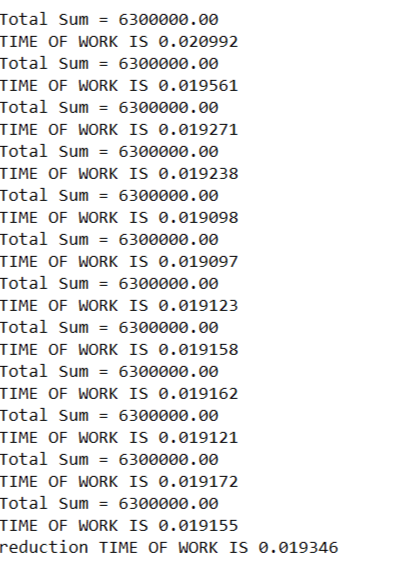 Total Sum = 6300000.00
TIME OF WORK IS 0.020992
Total Sum = 6300000.00
TIME OF WORK IS 0.019561
Total Sum = 6300000.00
TIME OF WORK IS 0.019271
Total Sum = 6300000.00
TIME OF WORK IS 0.019238
Total Sum = 6300000.00
TIME OF WORK IS 0.019098
Total Sum = 6300000.00
TIME OF WORK IS 0.019097
Total Sum = 6300000.00
TIME OF WORK IS 0.019123
Total Sum = 6300000.00
TIME OF WORK IS 0.019158
Total Sum = 6300000.00
TIME OF WORK IS 0.019162
Total Sum = 6300000.00
TIME OF WORK IS 0.019121
Total Sum = 6300000.00
TIME OF WORK IS 0.019172
Total Sum = 6300000.00
TIME OF WORK IS 0.019155
reduction TIME OF WORK IS 0.019346